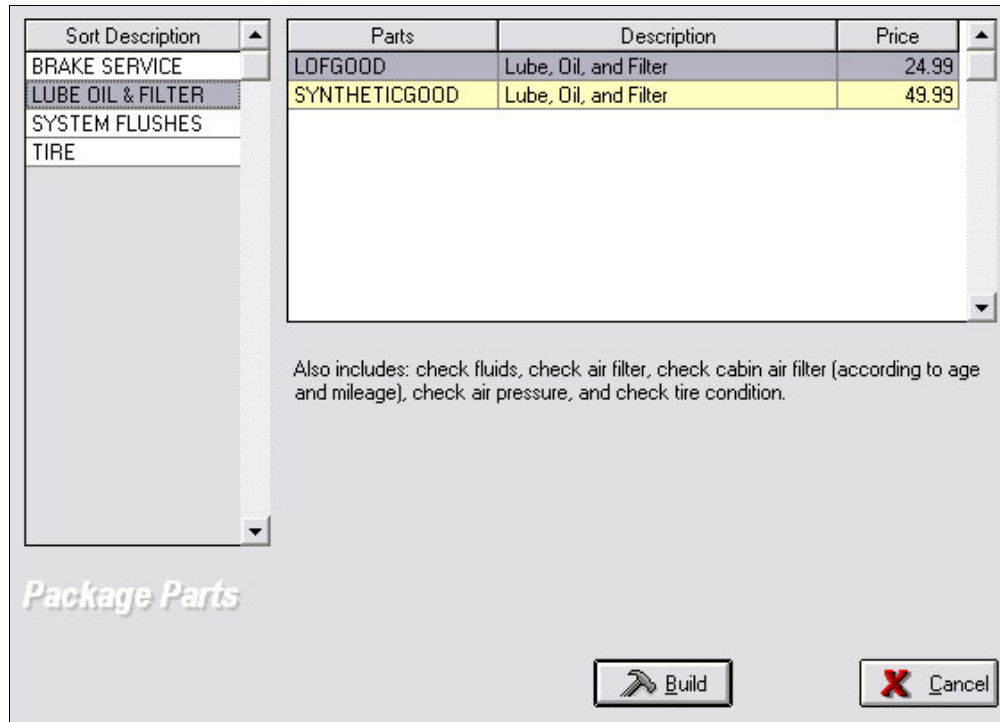 Sort Description
BRAKE SERVICE
LUBE OIL & FILTER
SYSTEM FLUSHES
TIRE
Parts Description Price
LOFGOOD Lube, Oil, and Filter 24.99
SYNTHETICGOOD Lube, Oil, and Filter 49.99
Also includes: check fluids, check air filter, check cabin air filter (according to age
and mileage), check air pressure, and check tire condition.
Package Parts
Build
Cancel